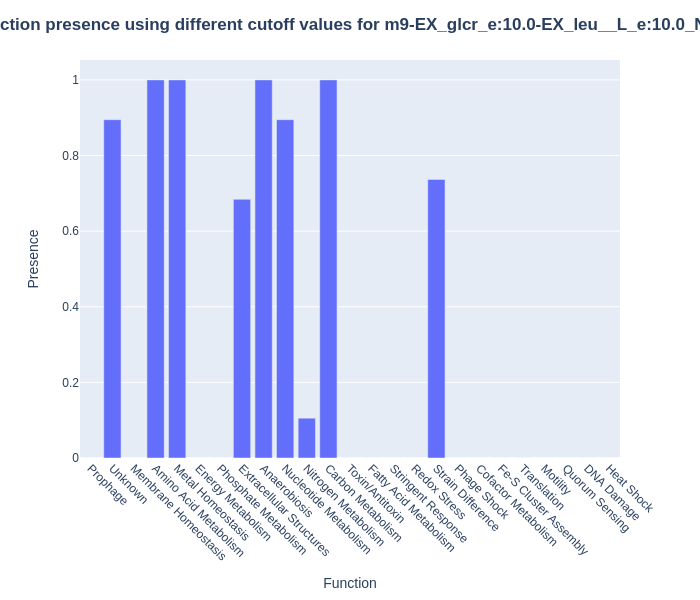 ction presence using different cutoff values for m9-EX_glcr_e:10.0-EX_leu__L_e:10.0_N
1
0.8
0.6
0.4
0.2
0
Presence
Prophage
Unknown
Membrane Homeostasis
Amino Acid Metabolism
Metal Homeostasis
Energy Metabolism
Phosphate Metabolism
Extracellular Structures
Anaerobiosis
Nucleotide Metabolism
Nitrogen Metabolism
Carbon Metabolism
Toxin/Antitoxin
Fatty Acid Metabolism
Stringent Response
Redox Stress
Strain Difference
Phage Shock
Cofactor Metabolism
Fe-S Cluster Assembly
Translation
Motility
Quorum Sensing
DNA Damage
Heat Shock
Function